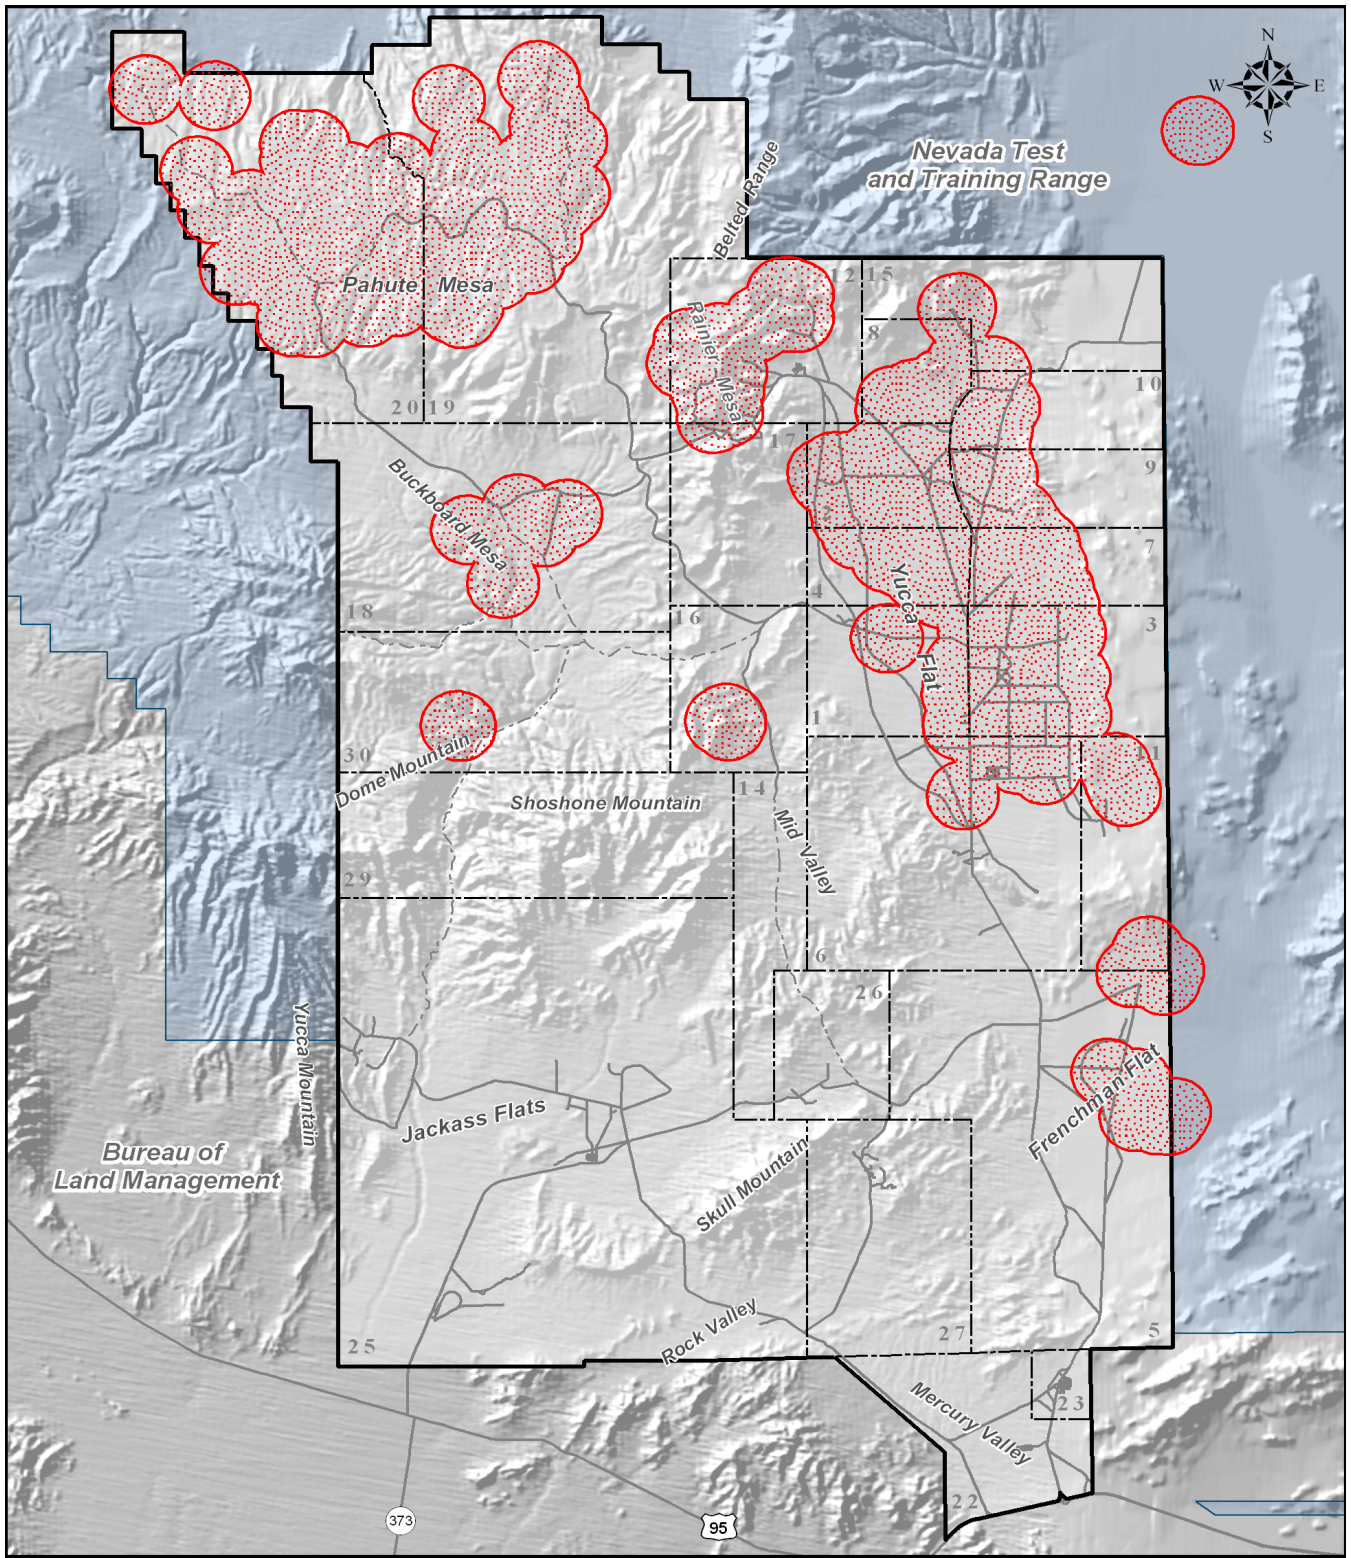 N
W E
S
Nevada Test
and Training Range
Belted Range
Pahute Mesa
12
15
Rainier Mesa
8
10
20
19
17
9
Buckboard Mesa
2
7
Yucca Flat
4
18
16
3
1
30
11
Dome Mountain
Shoshone Mountain
14
Mid Valley
29
6
26
Yucca Mountain
Frenchman Flat
Jackass Flats
Bureau of
Land Management
Skull Mountain
Rock Valley
25
27
5
Mercury Valley
23
22
373
95